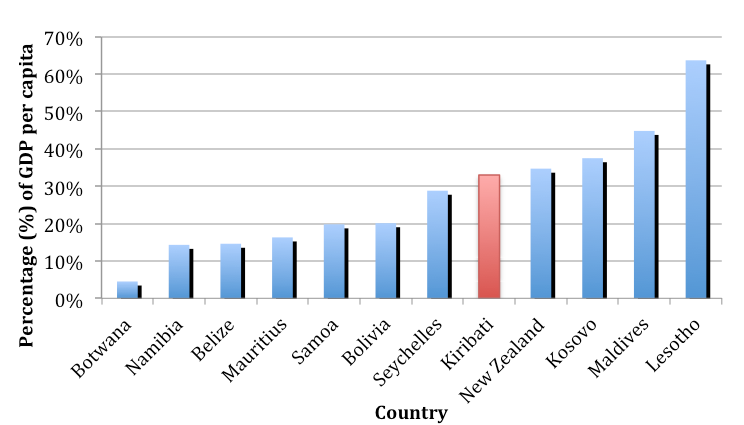 Percentage (%) of GDP per capita
70%
60%
50%
40%
30%
20%
10%
0%
Botwana
Namibia
Belize
Mauritius
Samoa
Bolivia
Seychelles
Kiribati
New Zealand
Kosovo
Maldives
Lesotho
Country